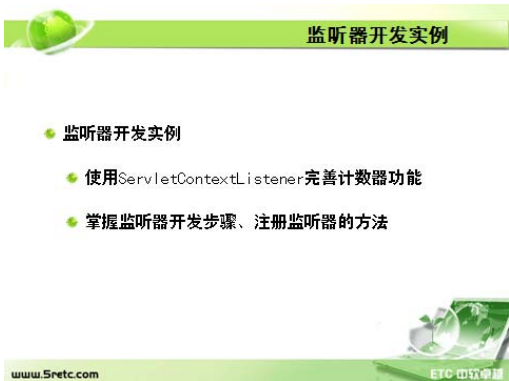 监听器开发实例
监听器开发实例
使用ServletContextListener完善计数器功能
掌握监听器开发步骤、注册监听器的方法
www.5retc.com
ETC 中软卓越